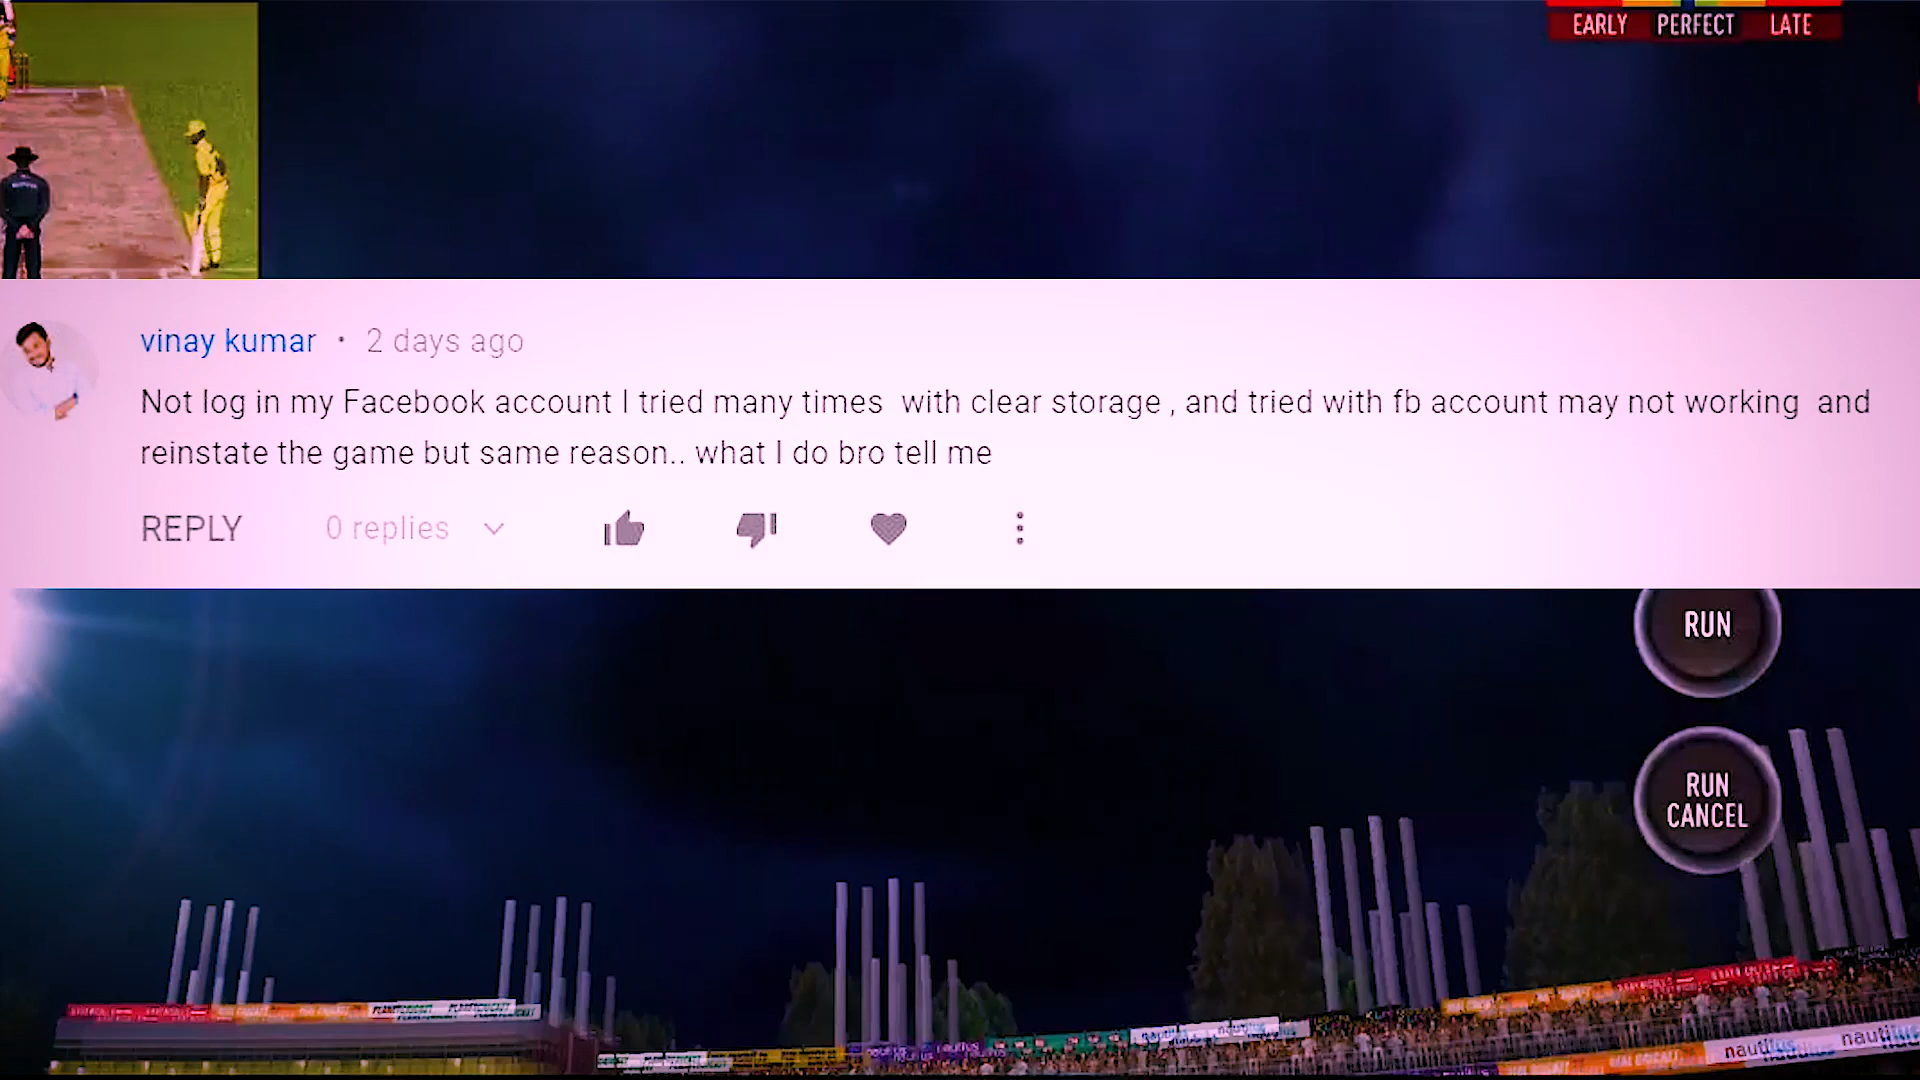 EARLY PERFECT LATE
vinay kumar • 2 days ago
Not log in my Facebook account I tried many times with clear storage , and tried with fb account may not working and
reinstate the game but same reason.. what I do bro tell me
REPLY 0 replies
RUN
RUN
CANCEL
nautilus
nautilus